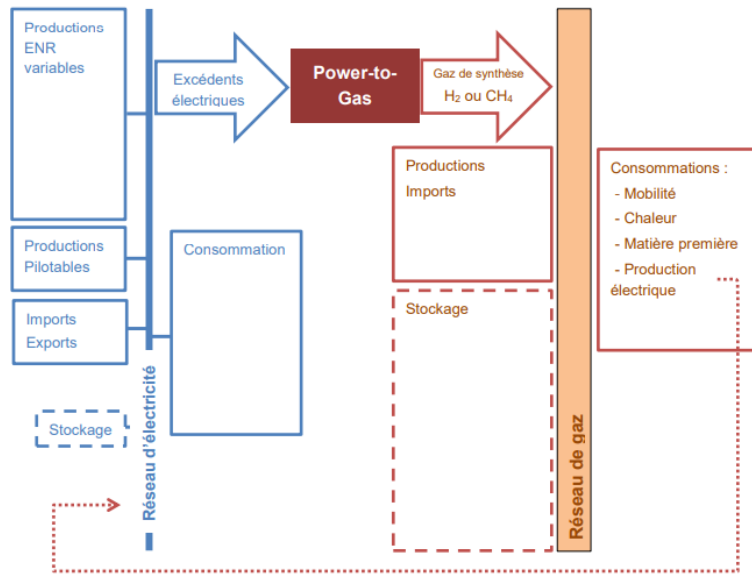 Productions
ENR
variables
Excédents
électriques
Power-to-
Gas
Gaz de synthèse
H₂ ou CH₄
Productions
Imports
Consommations :
- Mobilité
- Chaleur
- Matière première
- Production
électrique
Productions
Pilotables
Consommation
Imports
Exports
Stockage
Stockage
Réseau d'électricité
Réseau de gaz